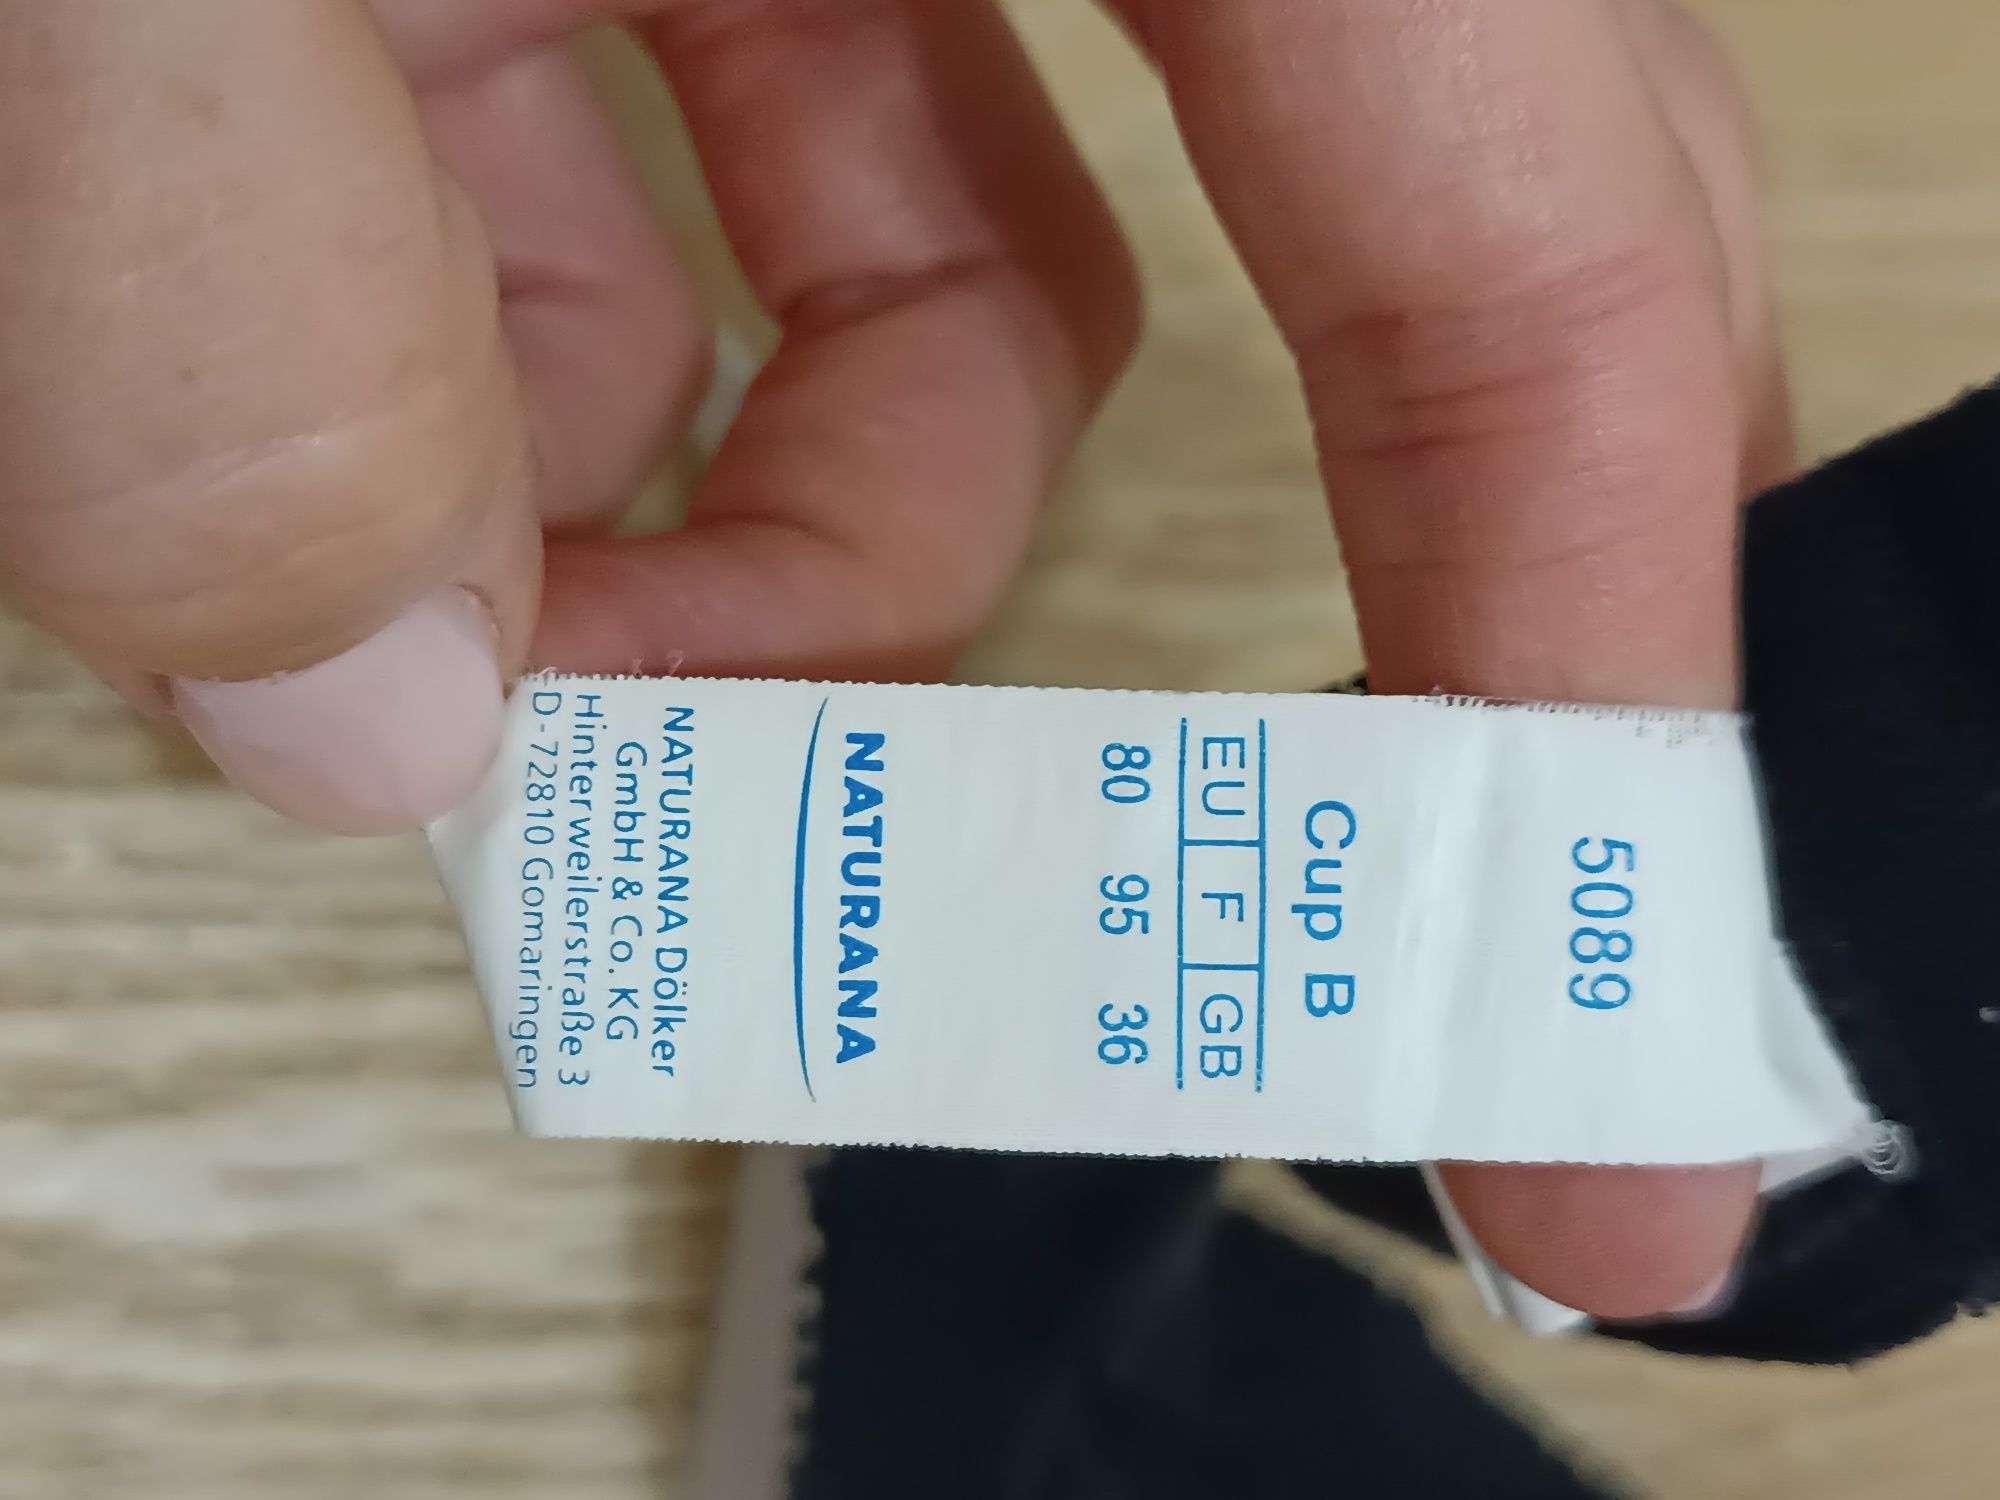 5089
Cup B
EU F GB
80 95 36
NATURANA
NATURANA Dölker
GmbH & Co. KG
Hinterweilerstraße 3
D-72810 Gomaringen